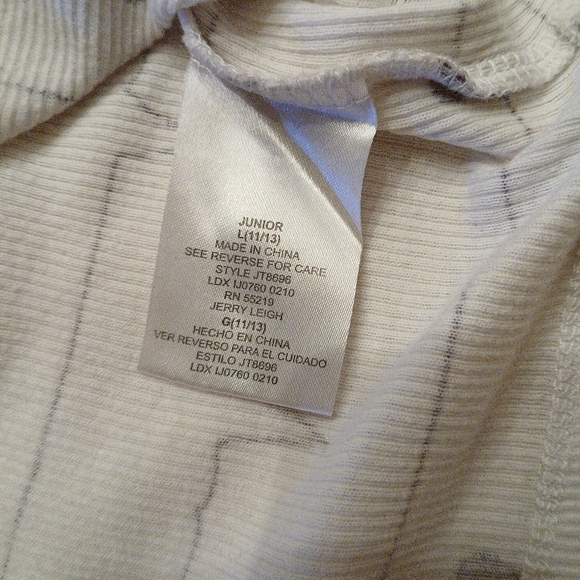 JUNIOR
L(11/13)
MADE IN CHINA
SEE REVERSE FOR CARE
STYLE JT8696
LDX IJ0760 0210
RN 55219
JERRY LEIGH
G(11/13)
HECHO EN CHINA
VER REVERSO PARA EL CUIDADO
ESTILO JT8696
LDX IJ0760 0210